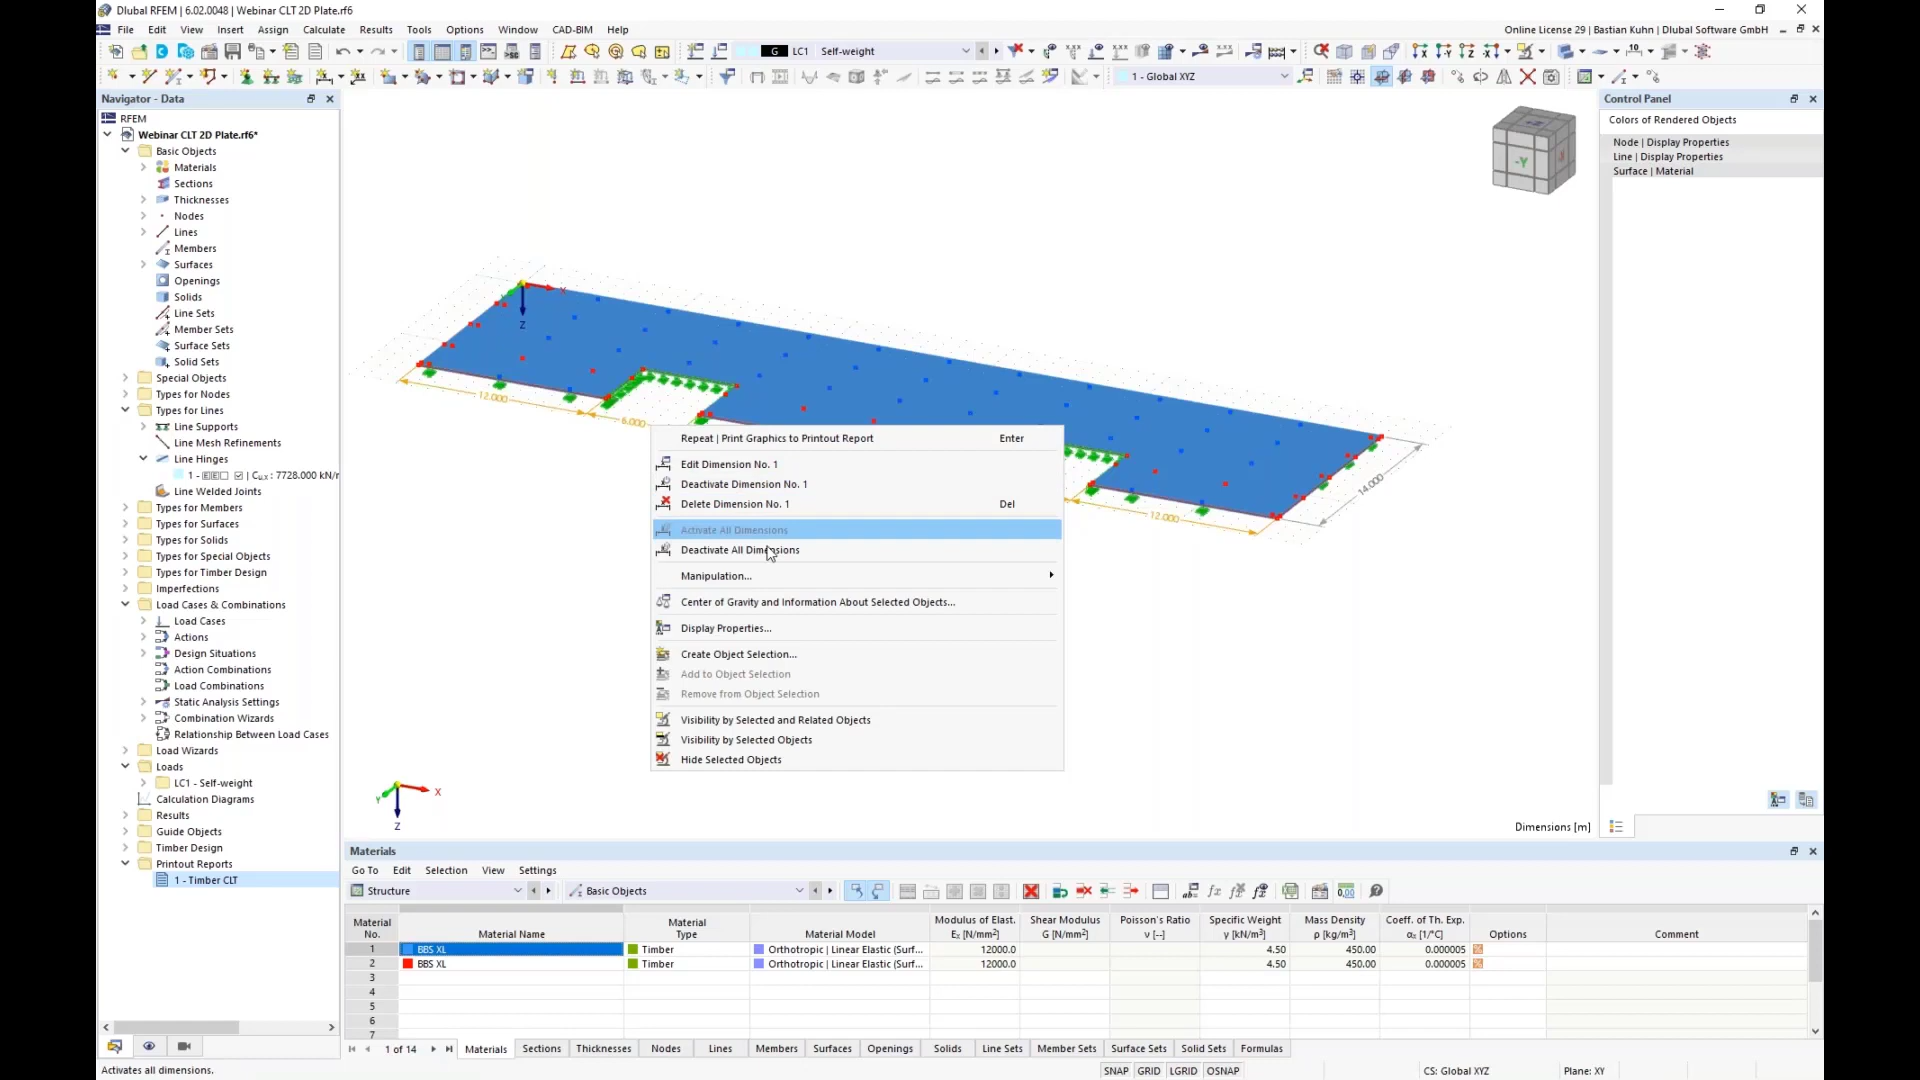 Dlubal RFEM | 6.02.0048 | Webinar CLT 2D Plate.rf6
File Edit View Insert Assign Calculate Results Tools Options Window CAD-BIM Help
Online License 29 | Bastian Kuhn | Dlubal Software GmbH
G LC1 Self-weight
1 - Global XYZ
Navigator - Data
RFEM
Webinar CLT 2D Plate.rf6*
Basic Objects
Materials
Sections
Thicknesses
Nodes
Lines
Members
Surfaces
Openings
Solids
Line Sets
Member Sets
Surface Sets
Solid Sets
Special Objects
Types for Nodes
Types for Lines
Line Supports
Line Mesh Refinements
Line Hinges
Line Welded Joints
Types for Members
Types for Surfaces
Types for Solids
Types for Special Objects
Types for Timber Design
Imperfections
Load Cases & Combinations
Load Cases
Actions
Design Situations
Action Combinations
Load Combinations
Static Analysis Settings
Combination Wizards
Relationship Between Load Cases
Load Wizards
Loads
LC1 - Self-weight
Calculation Diagrams
Results
Guide Objects
Timber Design
Printout Reports
1 - Timber CLT
X
Z
12.000
6.000
12.000
14.000
-Y
Repeat | Print Graphics to Printout Report Enter
Edit Dimension No. 1
Deactivate Dimension No. 1
Delete Dimension No. 1 Del
Activate All Dimensions
Deactivate All Dimensions
Manipulation...
Center of Gravity and Information About Selected Objects...
Display Properties...
Create Object Selection...
Add to Object Selection
Remove from Object Selection
Visibility by Selected and Related Objects
Visibility by Selected Objects
Hide Selected Objects
Y X
Z
Dimensions [m]
Control Panel
Colors of Rendered Objects
Node | Display Properties
Line | Display Properties
Surface | Material
Materials
Go To Edit Selection View Settings
Structure Basic Objects
Material No. Material Name Material Type Material Model Modulus of Elast. Eₓ [N/mm²] Shear Modulus G [N/mm²] Poisson's Ratio ν [--] Specific Weight γ [kN/m³] Mass Density ρ [kg/m³] Coeff. of Th. Exp. αₓ [1/°C] Options Comment
1 BBS XL Timber Orthotropic | Linear Elastic (Surf... 12000.0 4.50 450.00 0.000005
2 BBS XL Timber Orthotropic | Linear Elastic (Surf... 12000.0 4.50 450.00 0.000005
3
4
5
6
7
1 of 14 Materials Sections Thicknesses Nodes Lines Members Surfaces Openings Solids Line Sets Member Sets Surface Sets Solid Sets Formulas
Activates all dimensions.
SNAP GRID LGRID OSNAP CS: Global XYZ Plane: XY